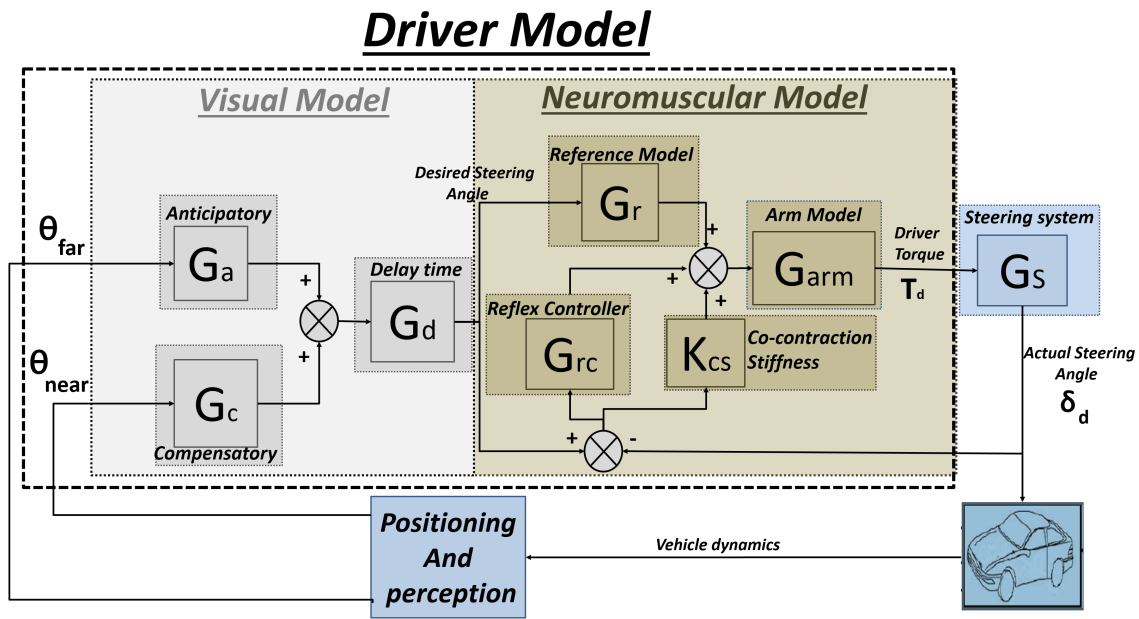 Driver Model
Visual Model
Neuromuscular Model
Reference Model
Gr
Desired Steering
Angle
Anticipatory
Ga
θfar
+
Delay time
Gd
Arm Model
Garm
+
+
+
Driver
Torque
Td
Steering system
GS
Reflex Controller
Grc
Kcs
Co-contraction
Stiffness
θnear
+
Gc
Compensatory
+
-
Actual Steering
Angle
δd
Positioning
And
perception
Vehicle dynamics